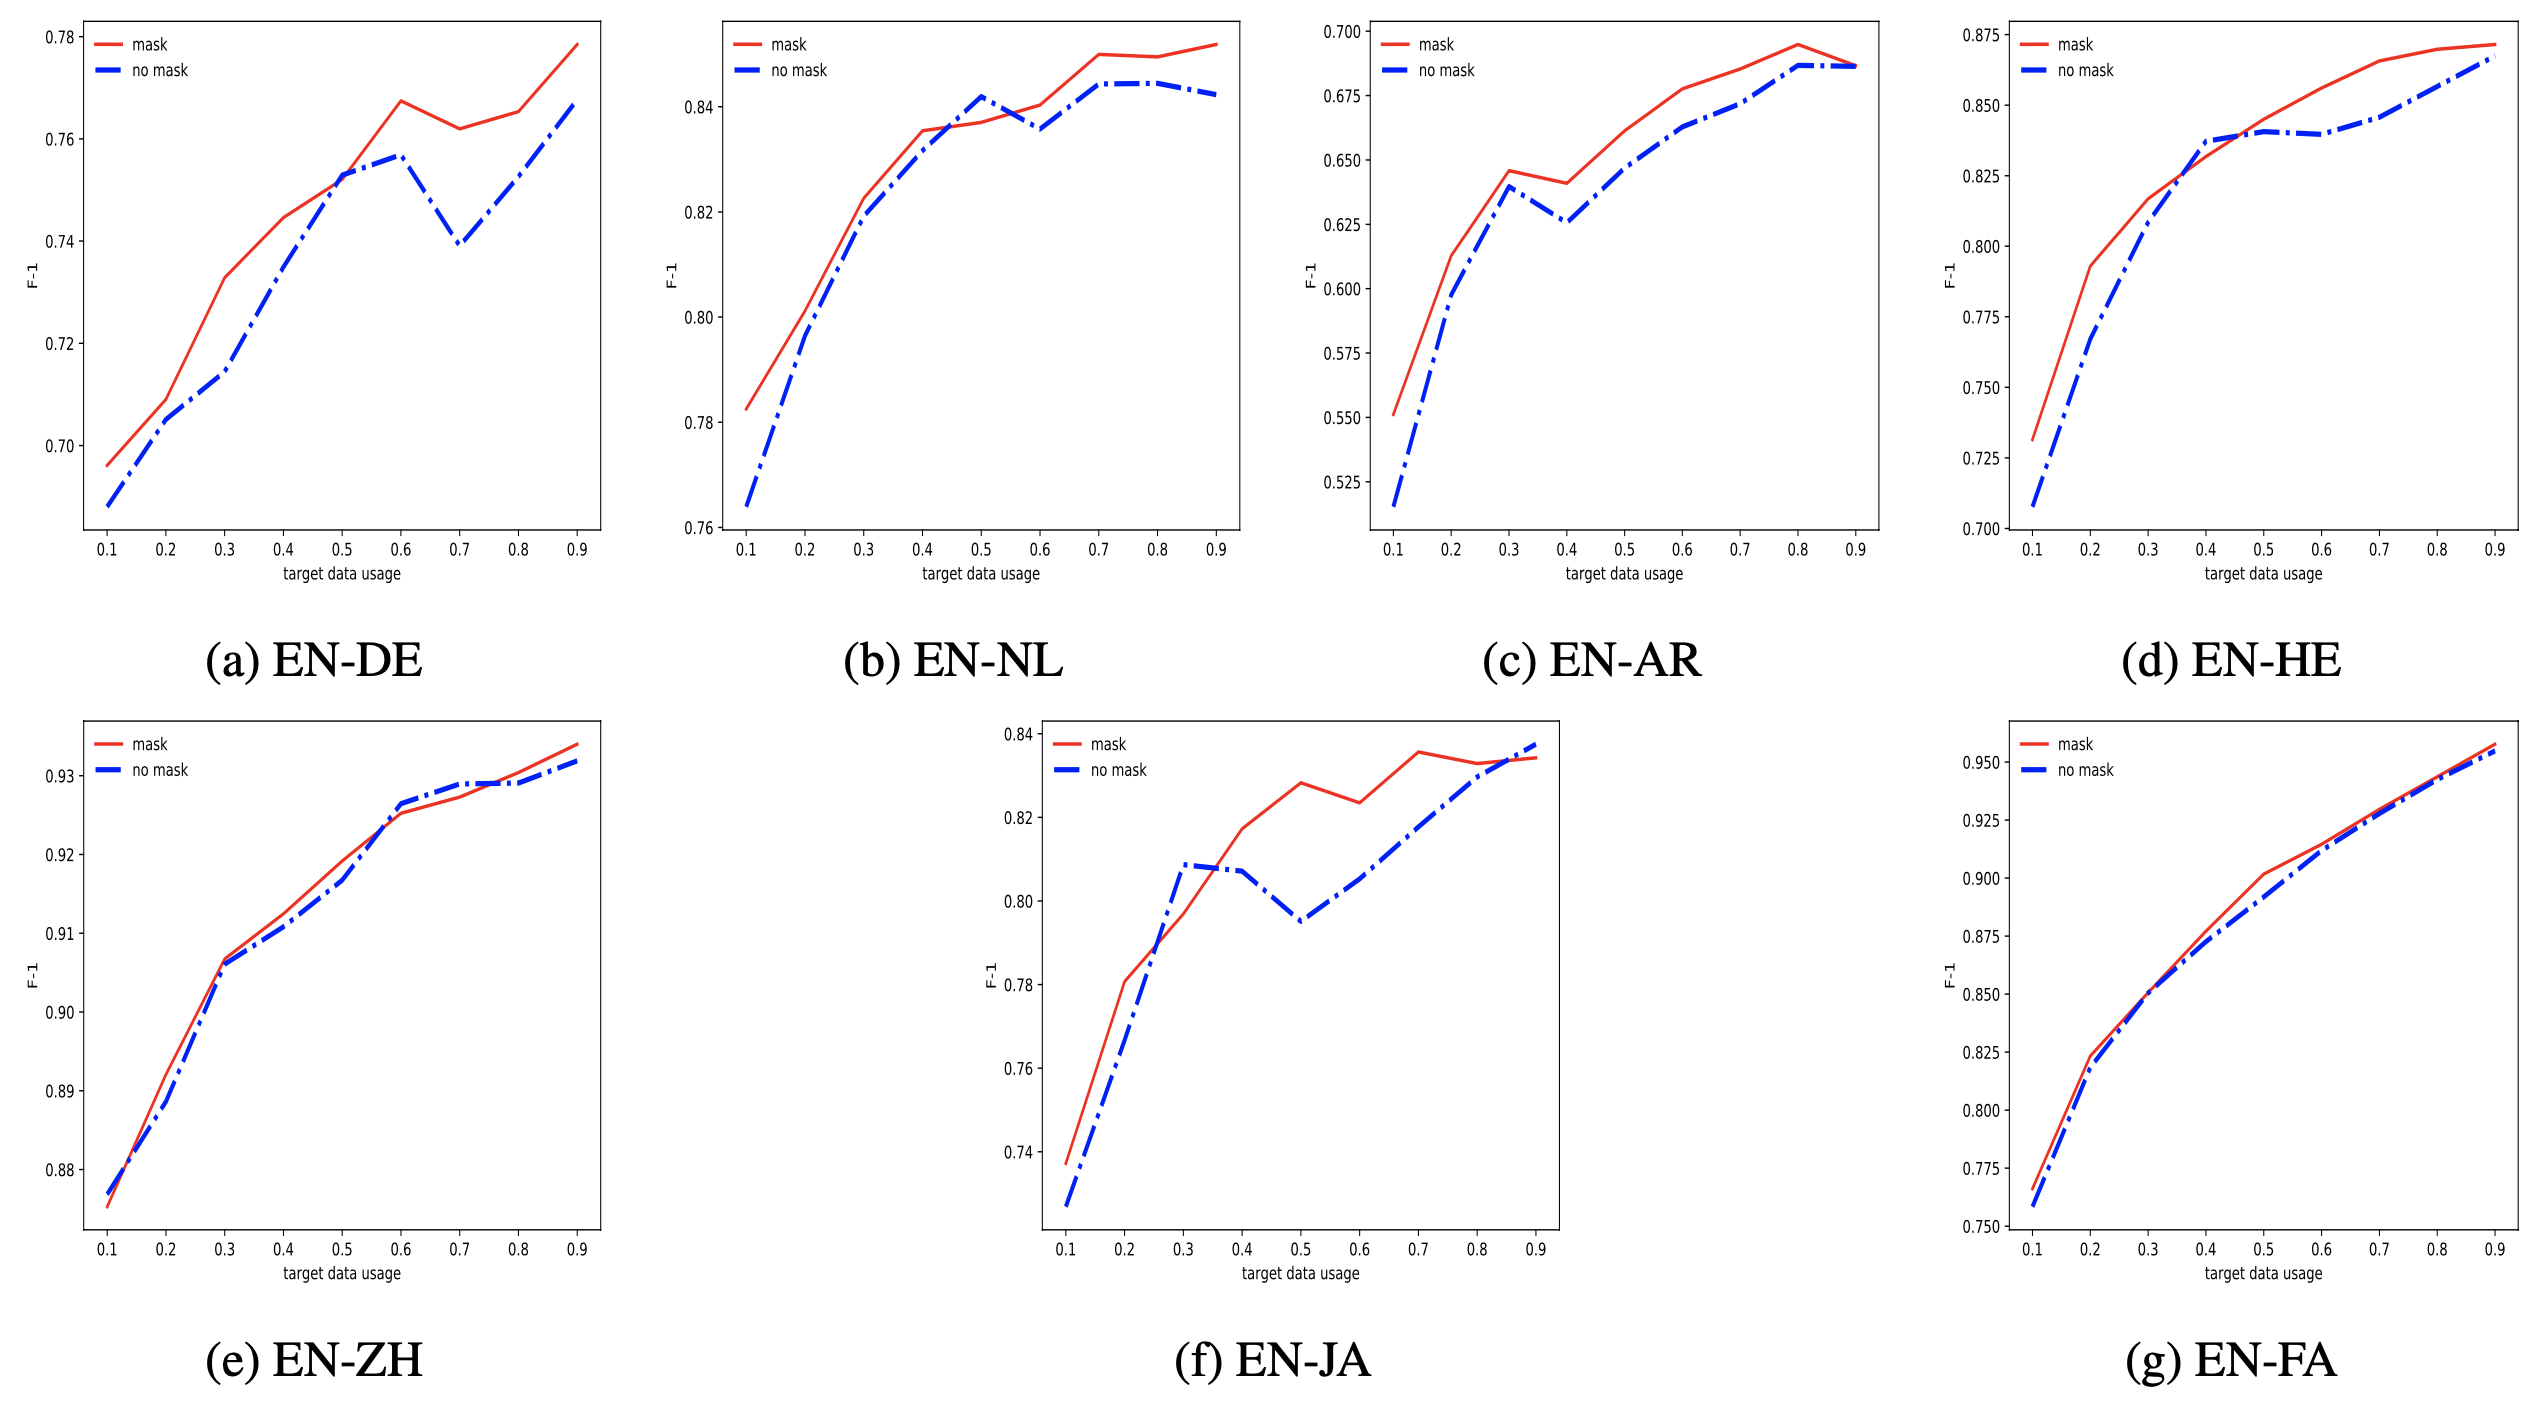 0.78
0.76
0.74
0.72
0.70
F-1
mask
no mask
0.1 0.2 0.3 0.4 0.5 0.6 0.7 0.8 0.9
target data usage
(a) EN-DE
0.84
0.82
0.80
0.78
0.76
F-1
mask
no mask
0.1 0.2 0.3 0.4 0.5 0.6 0.7 0.8 0.9
target data usage
(b) EN-NL
0.700
0.675
0.650
0.625
0.600
0.575
0.550
0.525
F-1
mask
no mask
0.1 0.2 0.3 0.4 0.5 0.6 0.7 0.8 0.9
target data usage
(c) EN-AR
0.875
0.850
0.825
0.800
0.775
0.750
0.725
0.700
F-1
mask
no mask
0.1 0.2 0.3 0.4 0.5 0.6 0.7 0.8 0.9
target data usage
(d) EN-HE
0.93
0.92
0.91
0.90
0.89
0.88
F-1
mask
no mask
0.1 0.2 0.3 0.4 0.5 0.6 0.7 0.8 0.9
target data usage
(e) EN-ZH
0.84
0.82
0.80
0.78
0.76
0.74
F-1
mask
no mask
0.1 0.2 0.3 0.4 0.5 0.6 0.7 0.8 0.9
target data usage
(f) EN-JA
0.950
0.925
0.900
0.875
0.850
0.825
0.800
0.775
0.750
F-1
mask
no mask
0.1 0.2 0.3 0.4 0.5 0.6 0.7 0.8 0.9
target data usage
(g) EN-FA